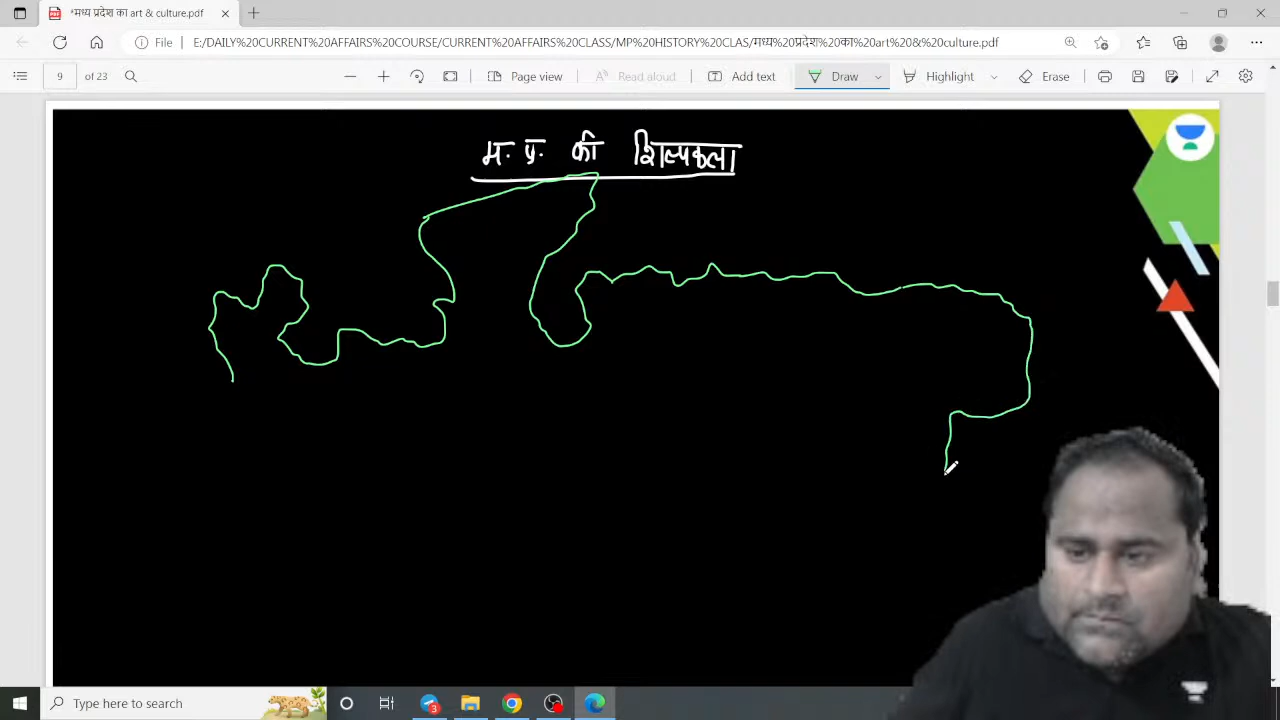 *मध्य प्रदेश का art & culture.pdf
File E:/DAILY%20CURRENT%20AFFAIRS%20COURSE/CURRENT%20AFFAIRS%20CLASS/MP%20HISTORY%20CLAS/मध्य%20प्रदेश%20का%20art%20&%20culture.pdf
9 of 23 Page view Read aloud Add text Draw Highlight Erase
म. प्र. की शिल्पकला
Type here to search 3